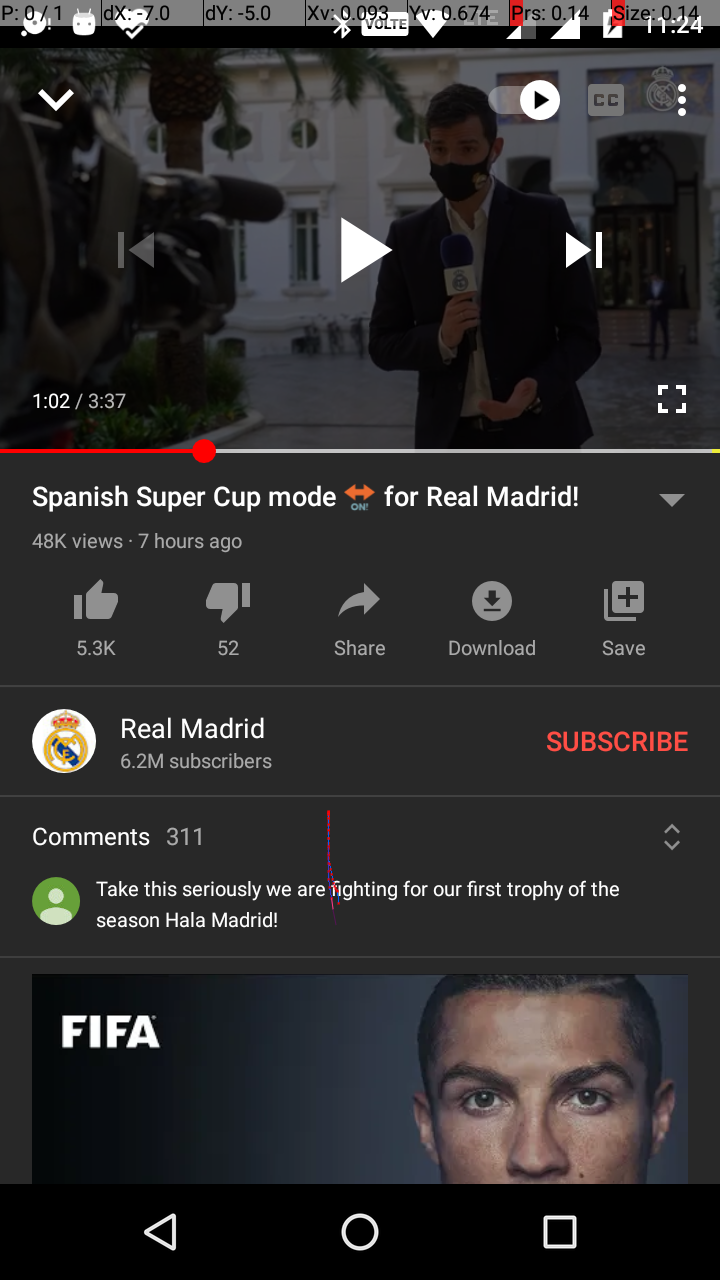 P: 0 / 1 dX: -7.0 dY: -5.0 Xv: 0.093 Yv: 0.674 Prs: 0.14 Size: 0.14
VOLTE LTE 11:24
CC
1:02 / 3:37
Spanish Super Cup mode ON! for Real Madrid!
48K views · 7 hours ago
5.3K 52 Share Download Save
Real Madrid
6.2M subscribers
SUBSCRIBE
Comments 311
Take this seriously we are fighting for our first trophy of the
season Hala Madrid!
FIFA